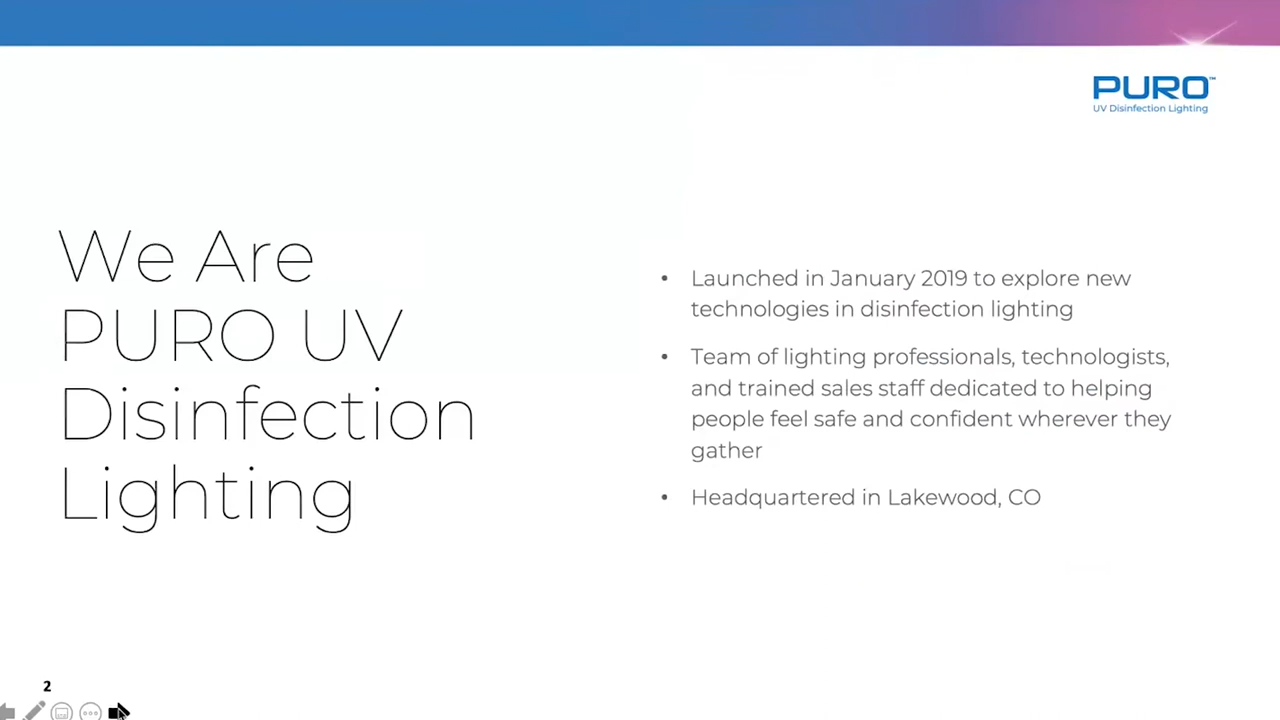 PURO™
UV Disinfection Lighting
We Are
PURO UV
Disinfection
Lighting
• Launched in January 2019 to explore new
technologies in disinfection lighting
• Team of lighting professionals, technologists,
and trained sales staff dedicated to helping
people feel safe and confident wherever they
gather
• Headquartered in Lakewood, CO
2